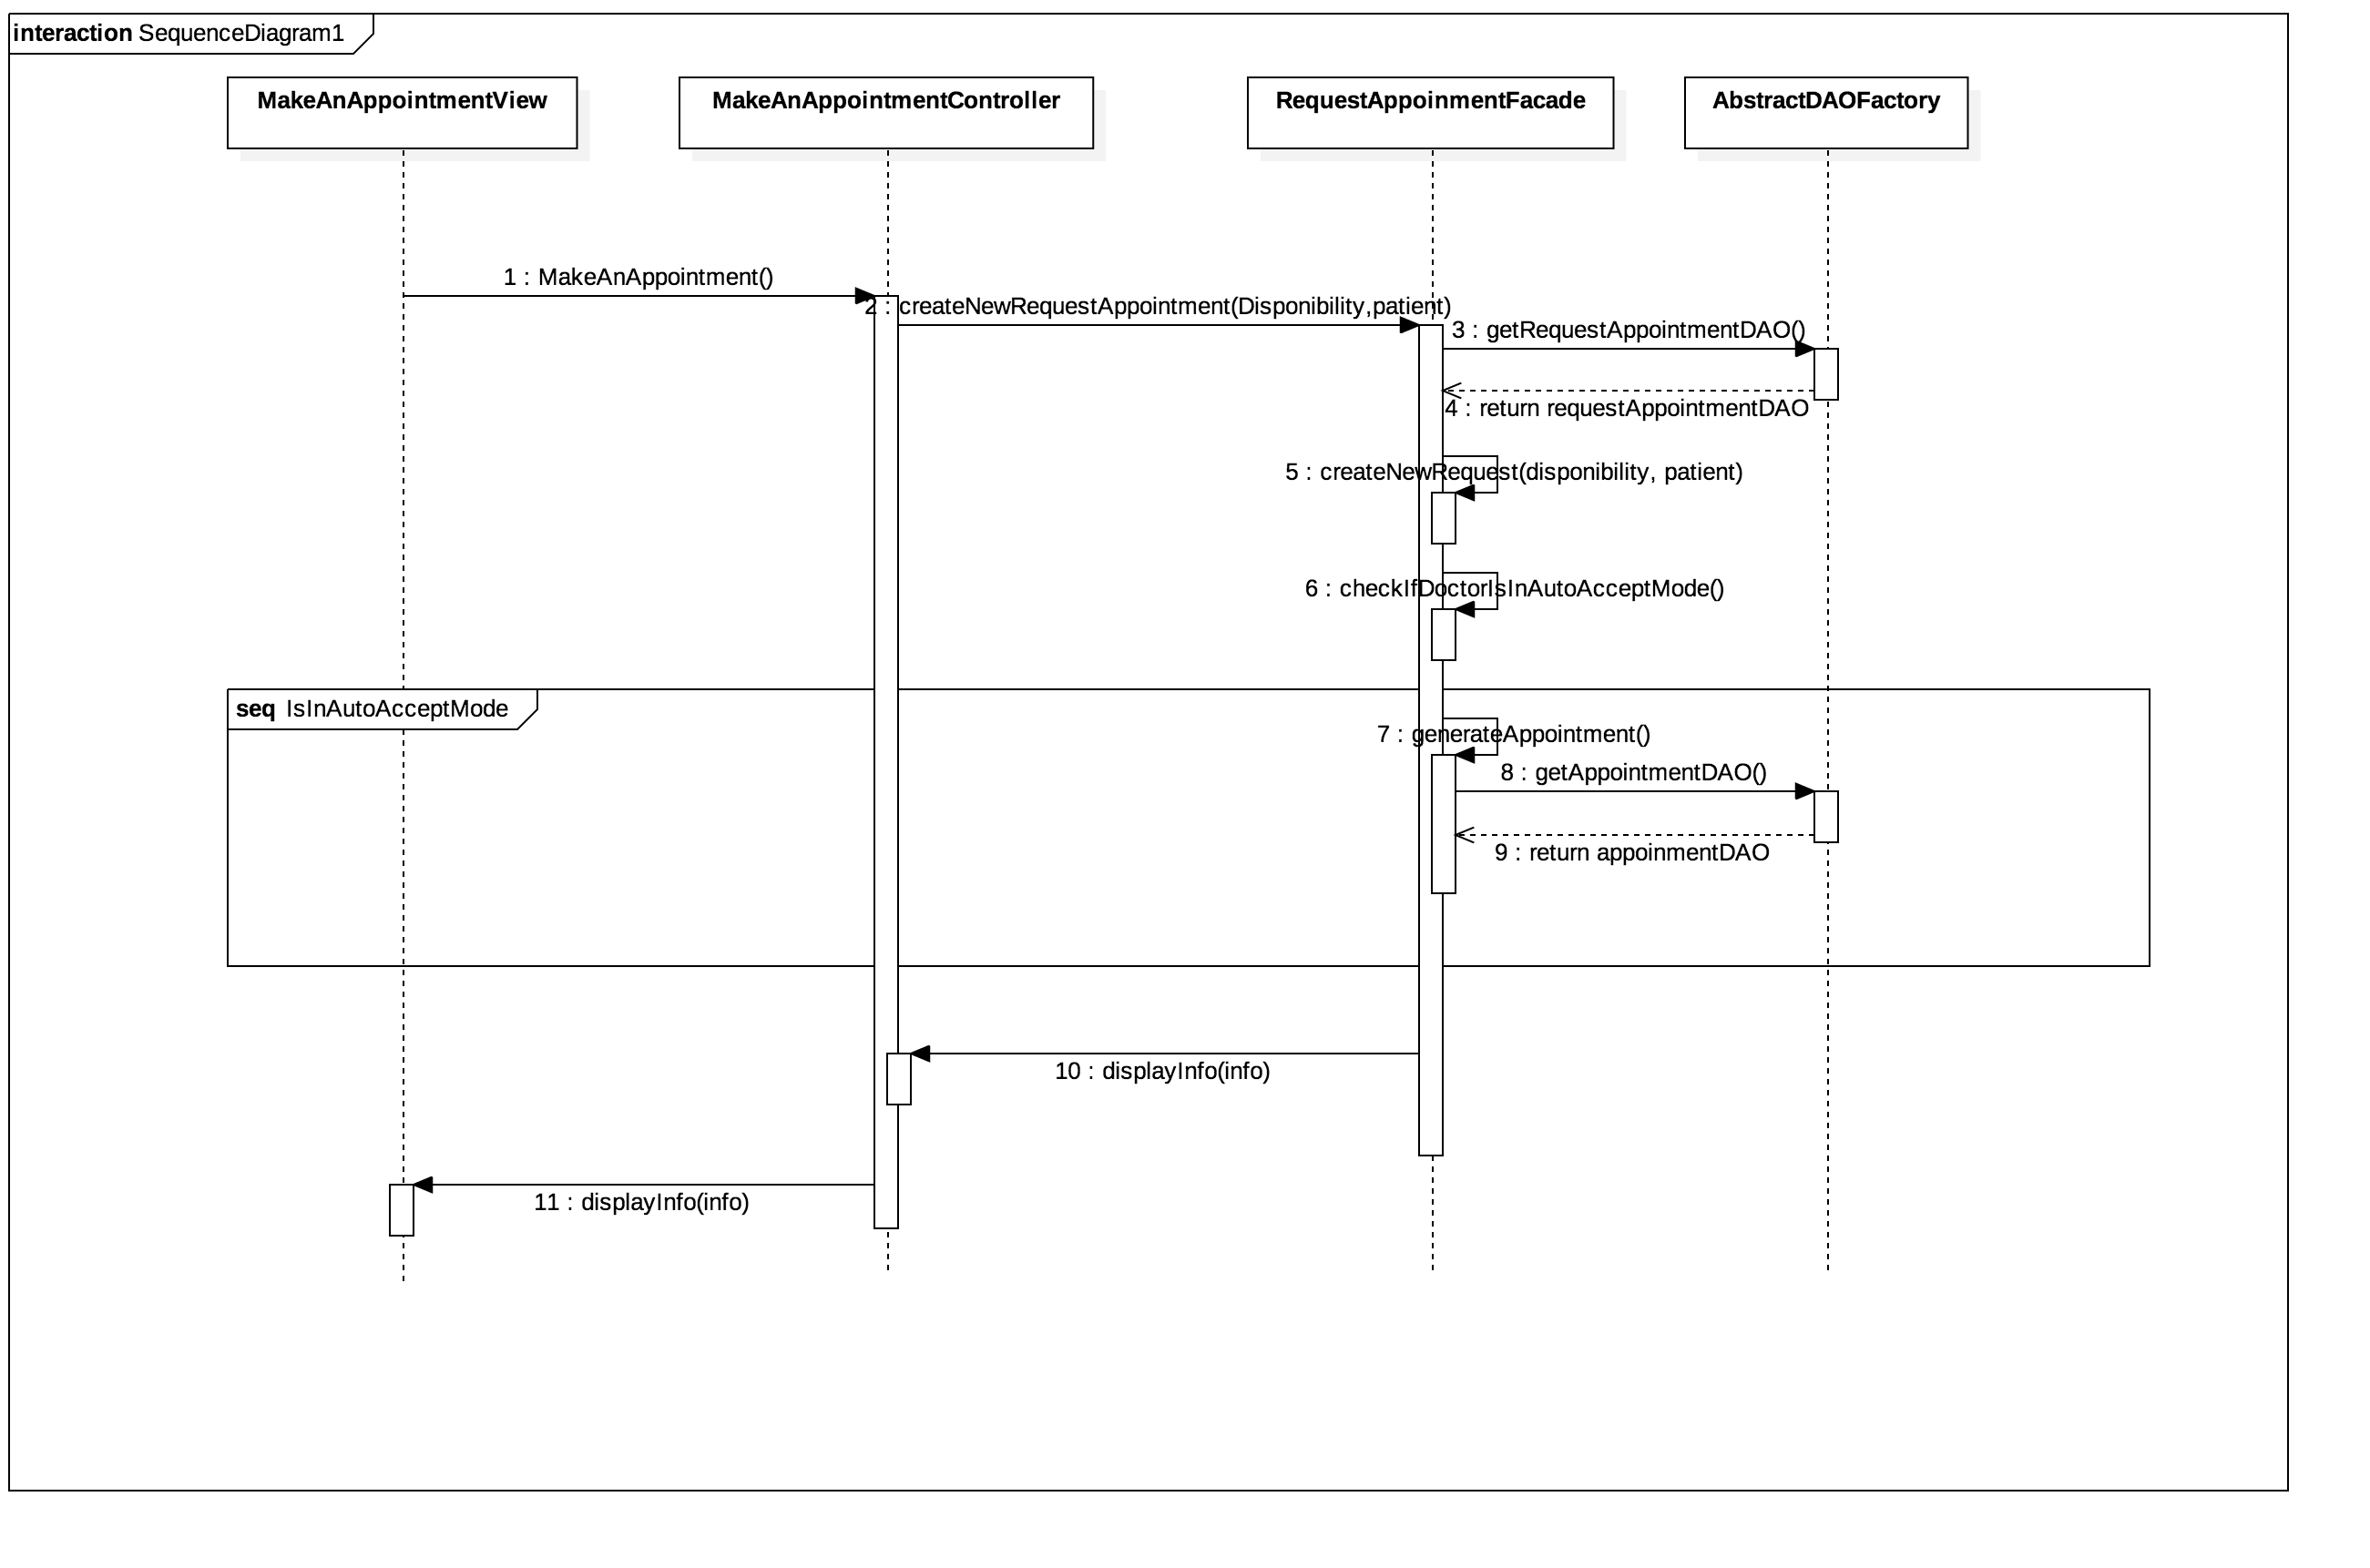 interaction SequenceDiagram1
MakeAnAppointmentView
MakeAnAppointmentController
RequestAppoinmentFacade
AbstractDAOFactory
1 : MakeAnAppointment()
2 : createNewRequestAppointment(Disponibility,patient)
3 : getRequestAppointmentDAO()
4 : return requestAppointmentDAO
5 : createNewRequest(disponibility, patient)
6 : checkIfDoctorIsInAutoAcceptMode()
seq IsInAutoAcceptMode
7 : generateAppointment()
8 : getAppointmentDAO()
9 : return appoinmentDAO
10 : displayInfo(info)
11 : displayInfo(info)